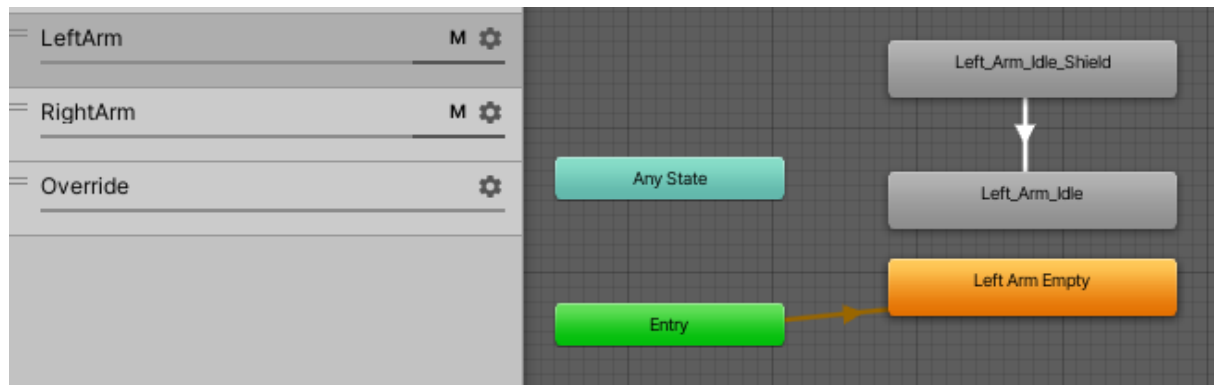 LeftArm M
RightArm M
Override
Left_Arm_Idle_Shield
Any State
Left_Arm_Idle
Left Arm Empty
Entry